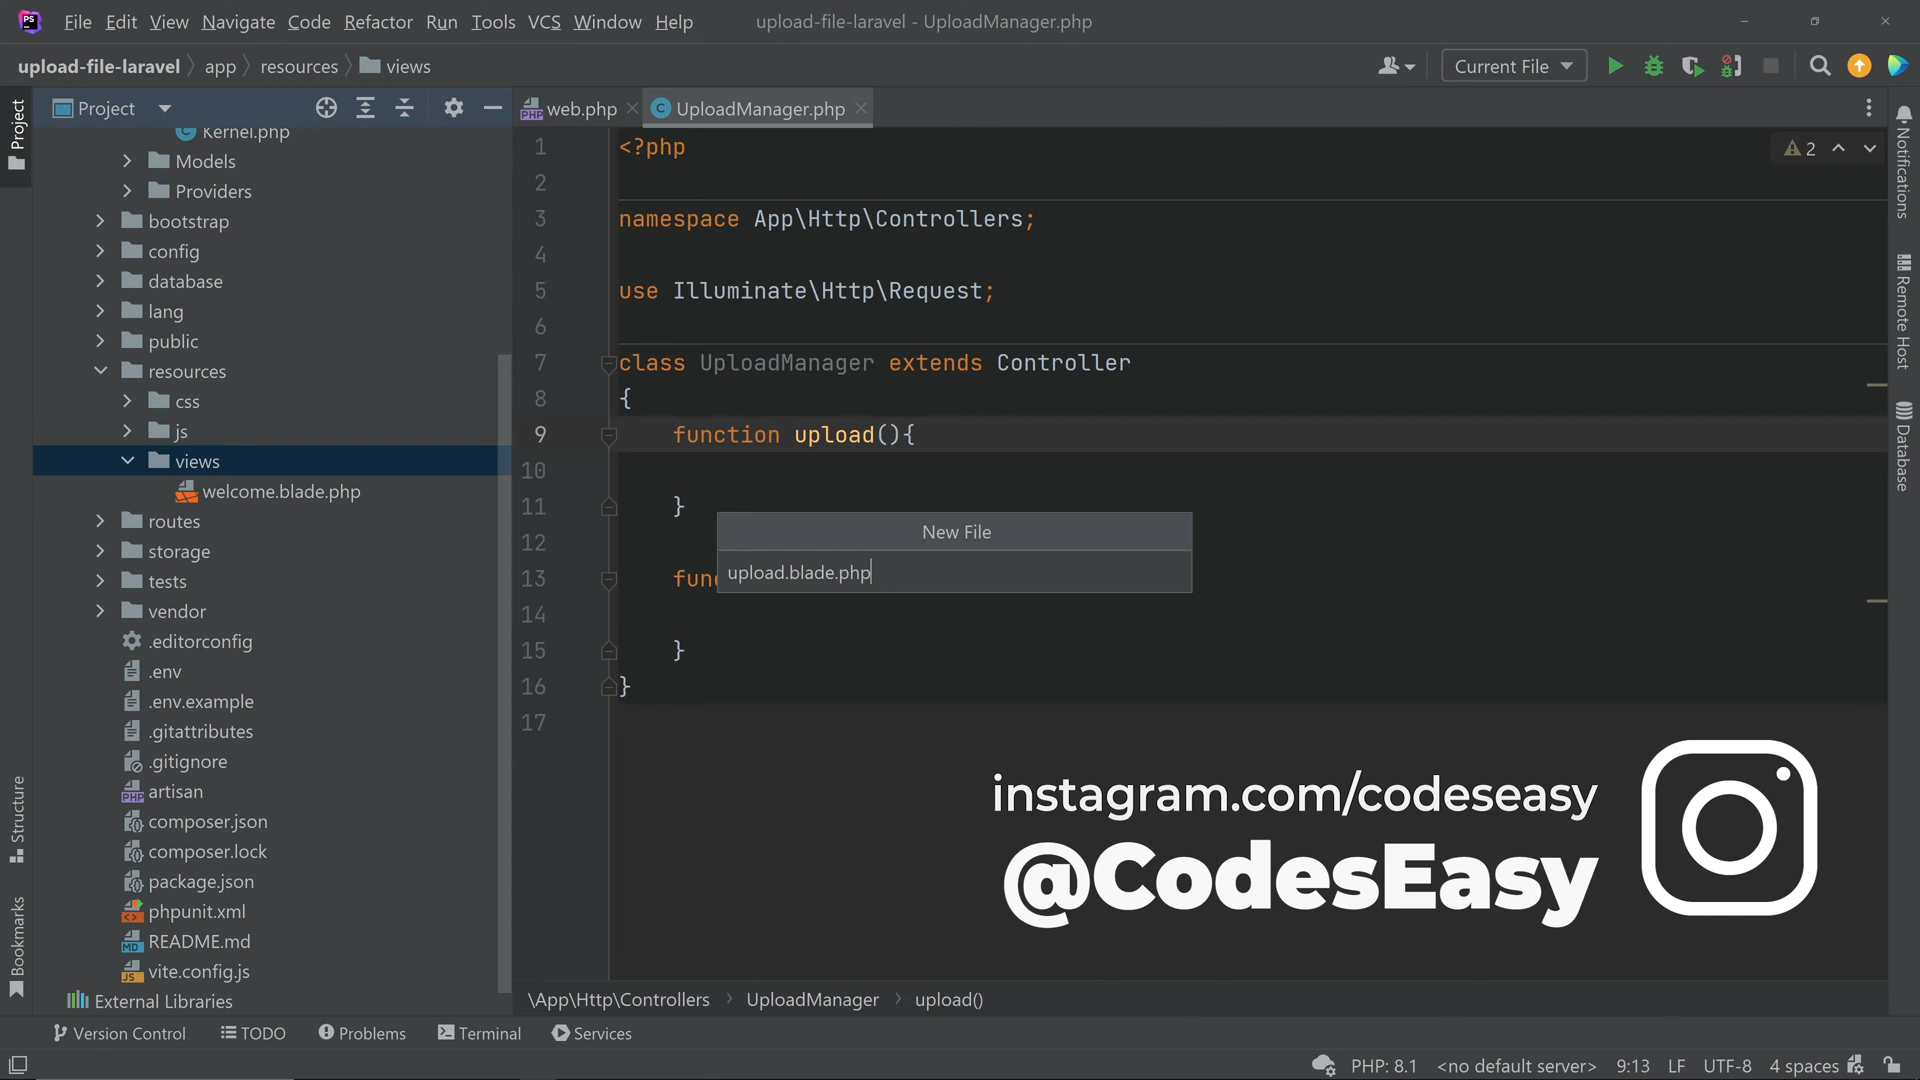 PS File Edit View Navigate Code Refactor Run Tools VCS Window Help upload-file-laravel - UploadManager.php
upload-file-laravel app resources views Current File
Project
Project
web.php UploadManager.php
Kernel.php
Models
Providers
bootstrap
config
database
lang
public
resources
css
js
views
welcome.blade.php
routes
storage
tests
vendor
.editorconfig
.env
.env.example
.gitattributes
.gitignore
artisan
composer.json
composer.lock
package.json
phpunit.xml
README.md
vite.config.js
External Libraries
Structure
Bookmarks
1 <?php
2
3 namespace App\Http\Controllers;
4
5 use Illuminate\Http\Request;
6
7 class UploadManager extends Controller
8 {
9 function upload(){
10
11 }
12
13 func
14
15 }
16 }
17
2
New File
upload.blade.php
instagram.com/codeseasy
@CodesEasy
Notifications
Remote Host
Database
\App\Http\Controllers › UploadManager › upload()
Version Control TODO Problems Terminal Services
PHP: 8.1 <no default server> 9:13 LF UTF-8 4 spaces